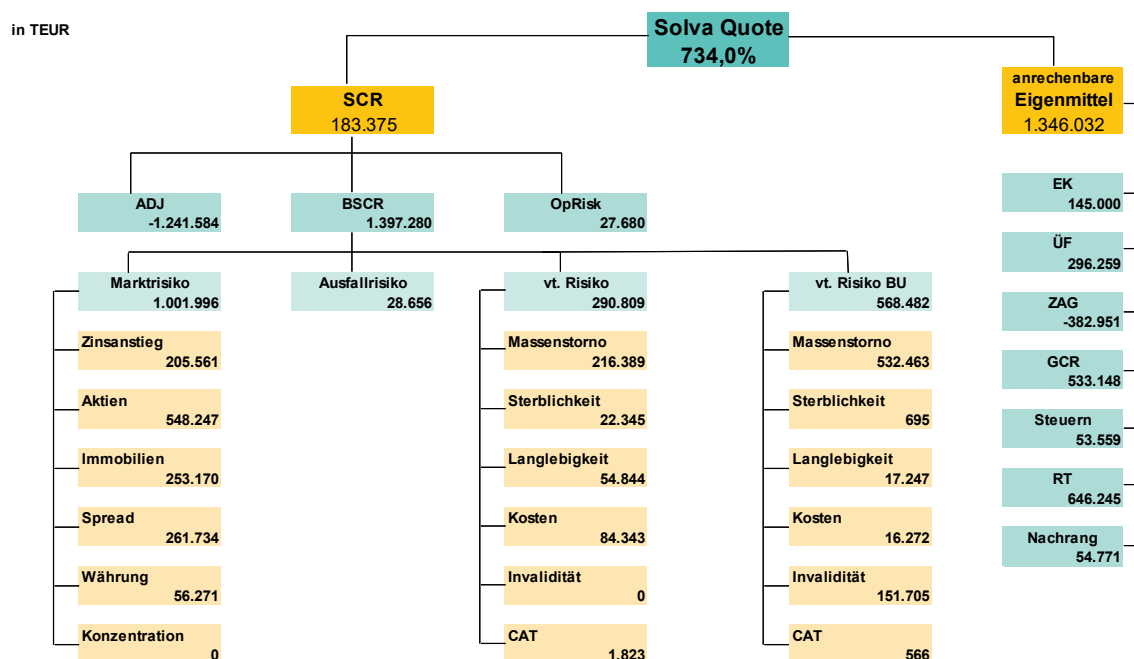 in TEUR
Solva Quote
734,0%
SCR
183.375
anrechenbare
Eigenmittel
1.346.032
ADJ
-1.241.584
BSCR
1.397.280
OpRisk
27.680
EK
145.000
ÜF
296.259
ZAG
-382.951
GCR
533.148
Steuern
53.559
RT
646.245
Nachrang
54.771
Marktrisiko
1.001.996
Ausfallrisiko
28.656
vt. Risiko
290.809
vt. Risiko BU
568.482
Zinsanstieg
205.561
Aktien
548.247
Immobilien
253.170
Spread
261.734
Währung
56.271
Konzentration
0
Massenstorno
216.389
Sterblichkeit
22.345
Langlebigkeit
54.844
Kosten
84.343
Invalidität
0
CAT
1.823
Massenstorno
532.463
Sterblichkeit
695
Langlebigkeit
17.247
Kosten
16.272
Invalidität
151.705
CAT
566